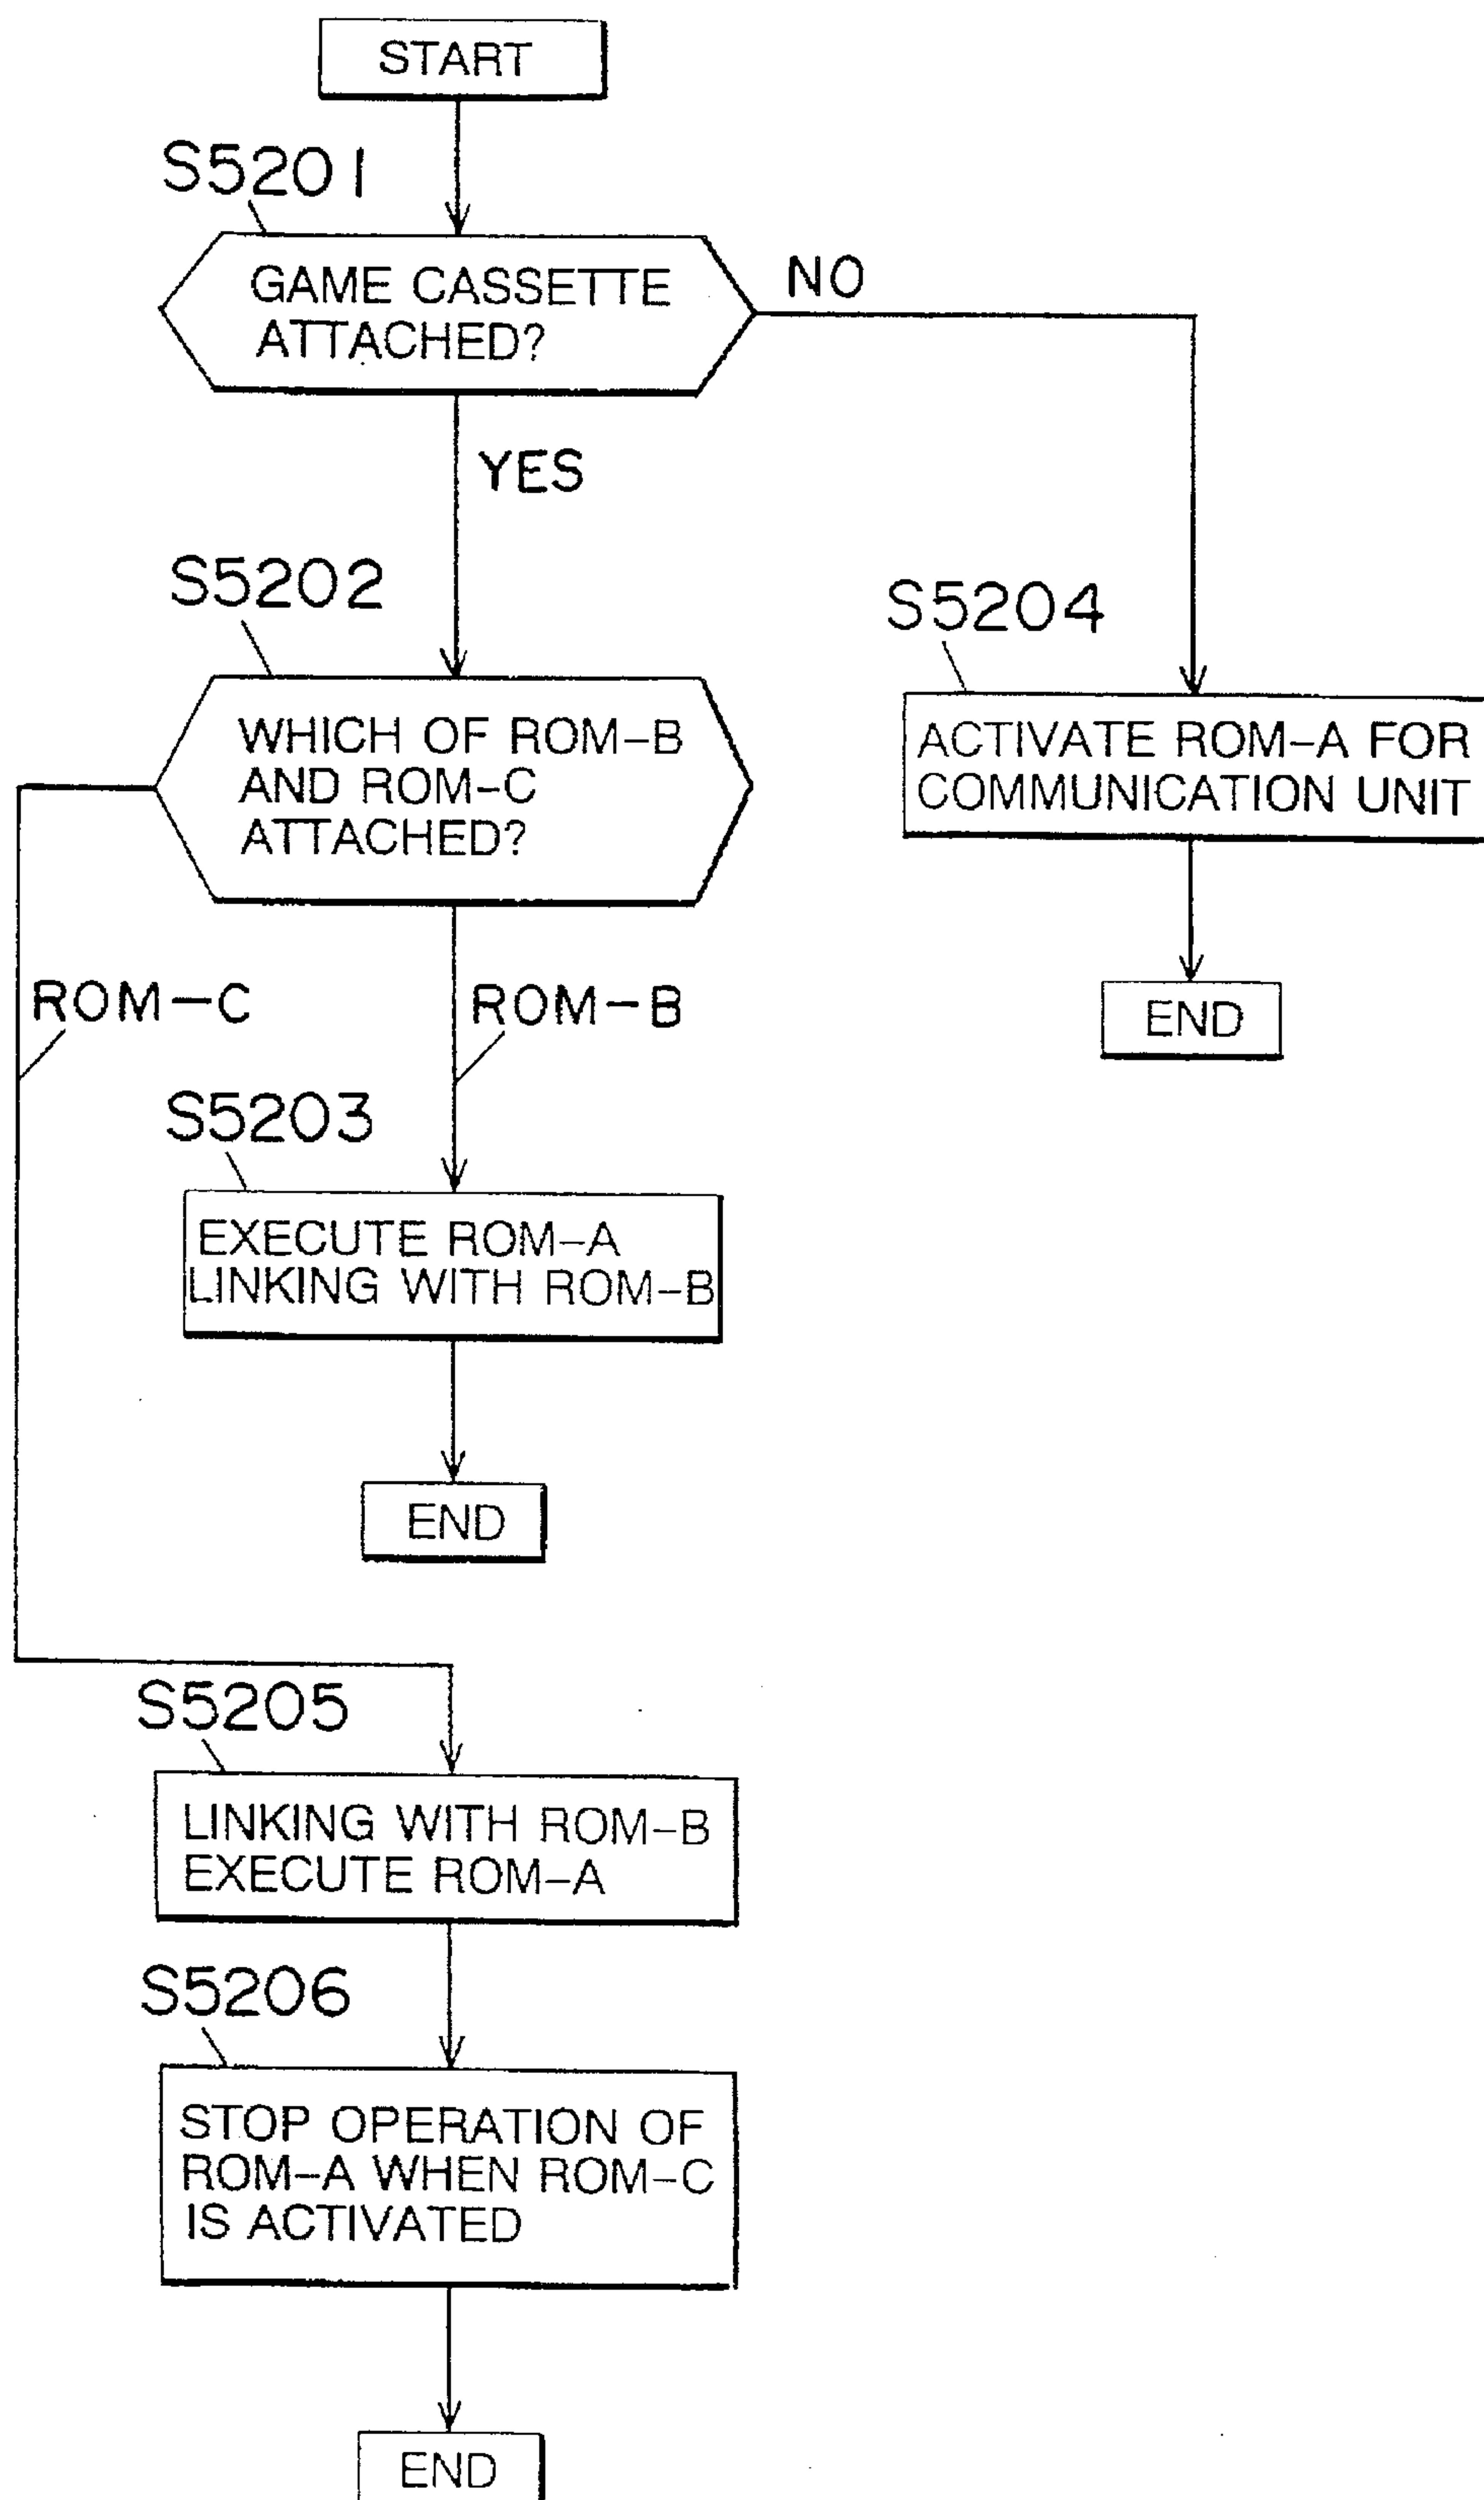 START
S5201
GAME CASSETTE
ATTACHED?
NO
YES
S5202
WHICH OF ROM-B
AND ROM-C
ATTACHED?
S5204
ACTIVATE ROM-A FOR
COMMUNICATION UNIT
END
ROM-C
ROM-B
S5203
EXECUTE ROM-A
LINKING WITH ROM-B
END
S5205
LINKING WITH ROM-B
EXECUTE ROM-A
S5206
STOP OPERATION OF
ROM-A WHEN ROM-C
IS ACTIVATED
END